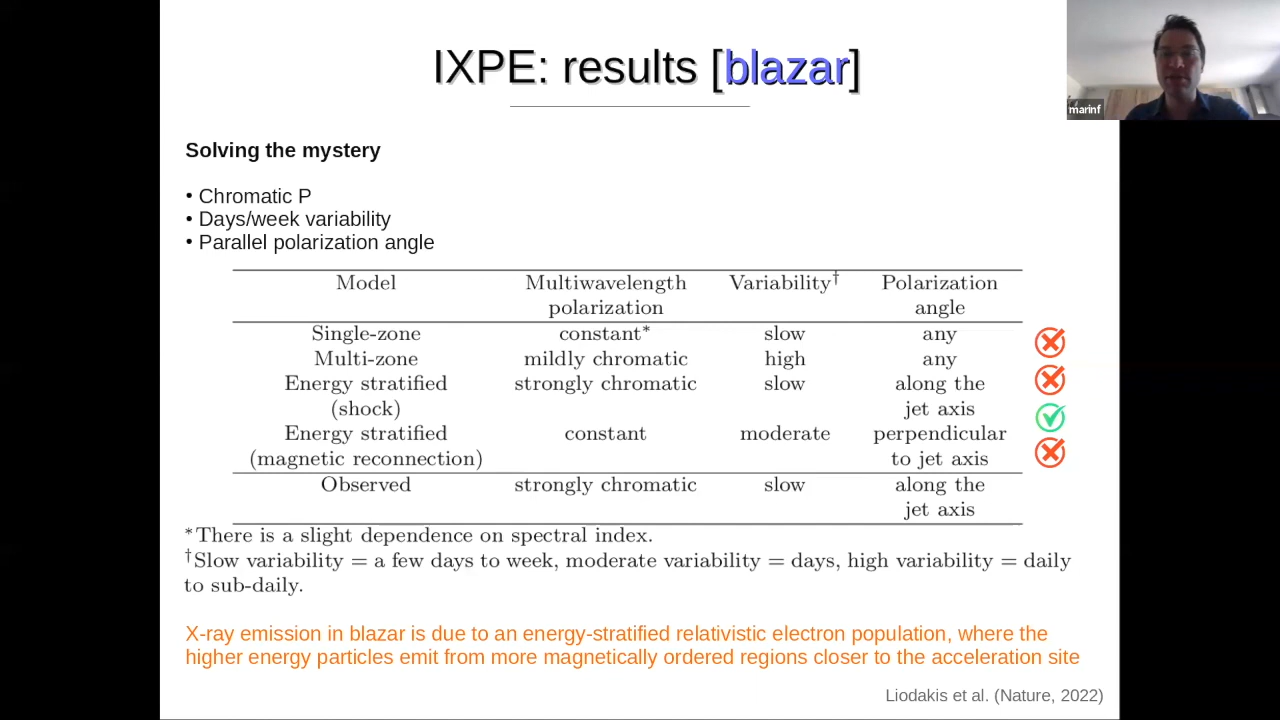 IXPE: results [blazar]
marinf
Solving the mystery
• Chromatic P
• Days/week variability
• Parallel polarization angle
Model Multiwavelength polarization Variability† Polarization angle
Single-zone constant* slow any
Multi-zone mildly chromatic high any
Energy stratified (shock) strongly chromatic slow along the jet axis
Energy stratified (magnetic reconnection) constant moderate perpendicular to jet axis
Observed strongly chromatic slow along the jet axis
*There is a slight dependence on spectral index.
†Slow variability = a few days to week, moderate variability = days, high variability = daily
to sub-daily.
X-ray emission in blazar is due to an energy-stratified relativistic electron population, where the
higher energy particles emit from more magnetically ordered regions closer to the acceleration site
Liodakis et al. (Nature, 2022)